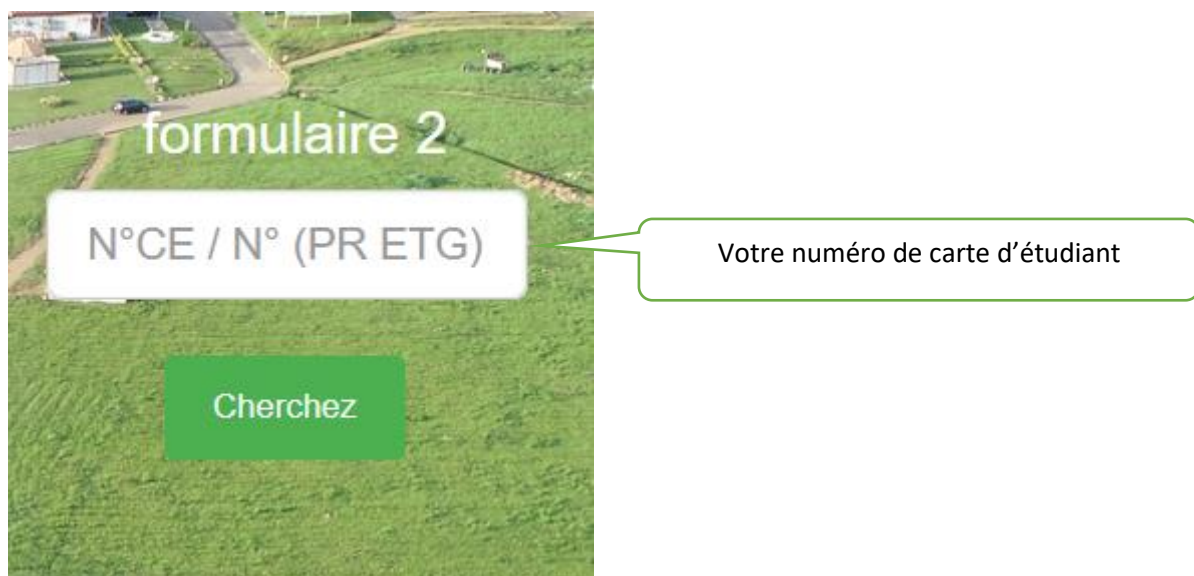 formulaire 2
N°CE / N° (PR ETG)
Votre numéro de carte d’étudiant
Cherchez